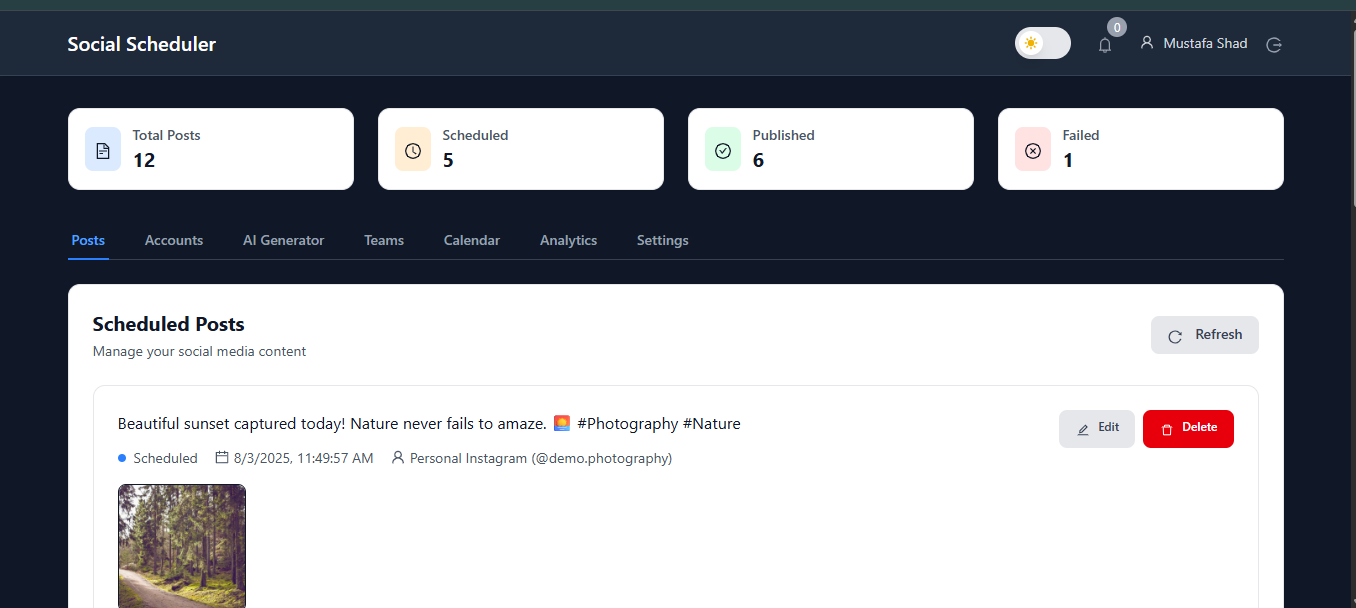 Social Scheduler
0
Mustafa Shad
Total Posts
12
Scheduled
5
Published
6
Failed
1
Posts Accounts AI Generator Teams Calendar Analytics Settings
Scheduled Posts
Manage your social media content
Refresh
Beautiful sunset captured today! Nature never fails to amaze. 🌅 #Photography #Nature
Edit
Delete
Scheduled 8/3/2025, 11:49:57 AM Personal Instagram (@demo.photography)